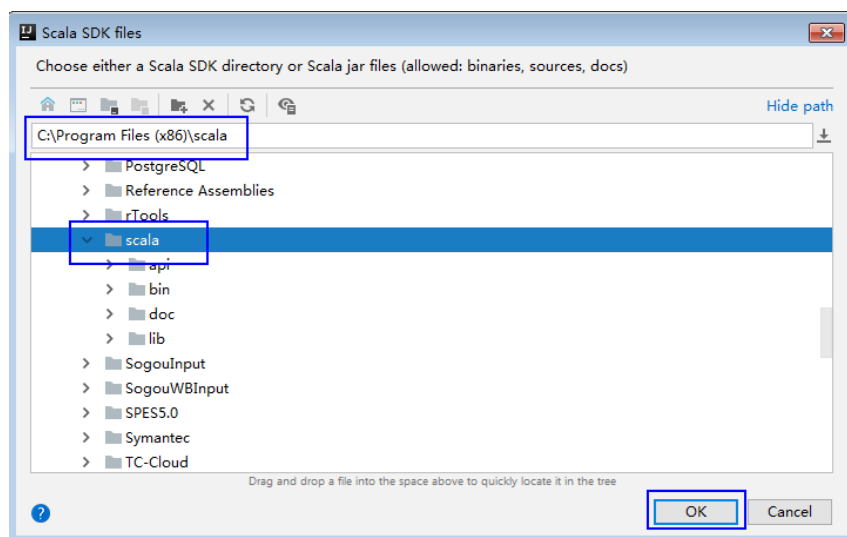 Scala SDK files
Choose either a Scala SDK directory or Scala jar files (allowed: binaries, sources, docs)
Hide path
C:\Program Files (x86)\scala
PostgreSQL
Reference Assemblies
rTools
scala
api
bin
doc
lib
SogouInput
SogouWBInput
SPES5.0
Symantec
TC-Cloud
Drag and drop a file into the space above to quickly locate it in the tree
? OK Cancel